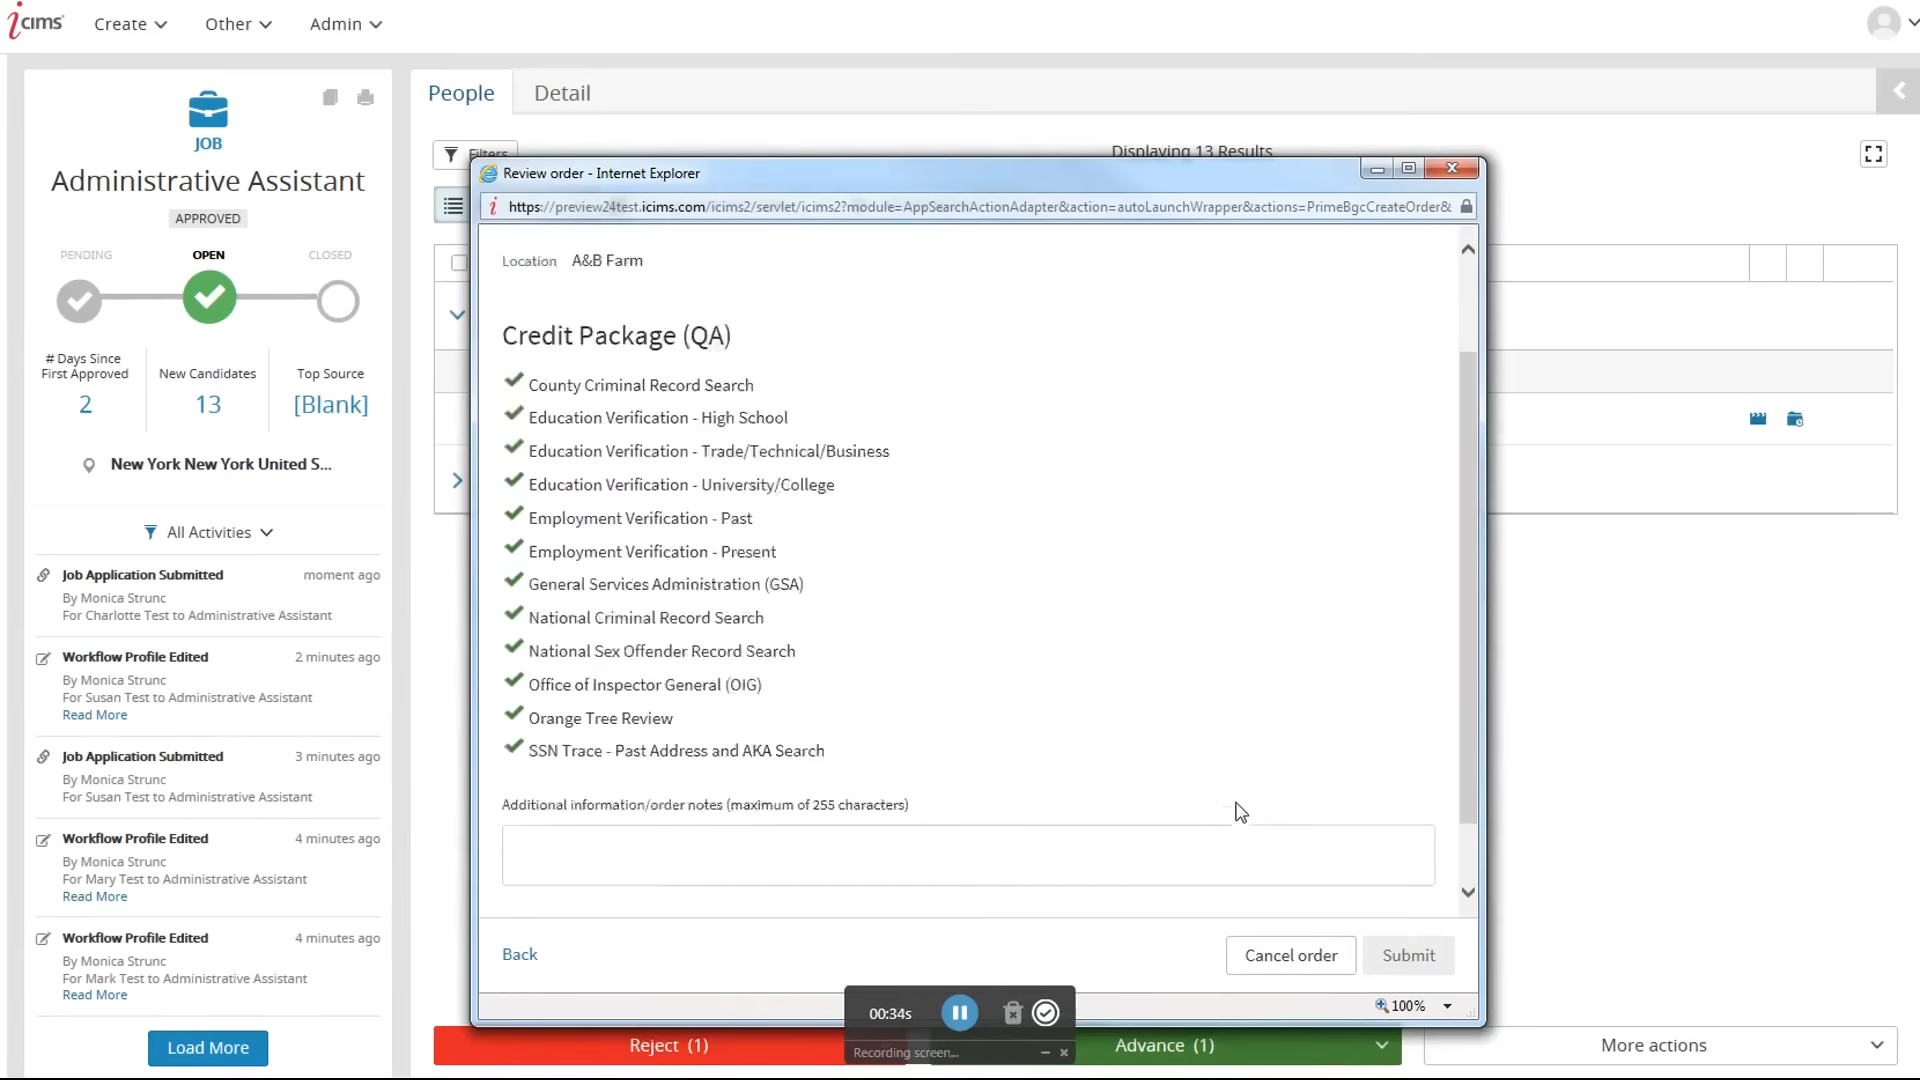 icims
Create
Other
Admin
JOB
Administrative Assistant
APPROVED
PENDING
OPEN
CLOSED
# Days Since First Approved
2
New Candidates
13
Top Source
[Blank]
New York New York United S...
All Activities
Job Application Submitted moment ago
By Monica Strunc
For Charlotte Test to Administrative Assistant
Workflow Profile Edited 2 minutes ago
By Monica Strunc
For Susan Test to Administrative Assistant
Read More
Job Application Submitted 3 minutes ago
By Monica Strunc
For Susan Test to Administrative Assistant
Workflow Profile Edited 4 minutes ago
By Monica Strunc
For Mary Test to Administrative Assistant
Read More
Workflow Profile Edited 4 minutes ago
By Monica Strunc
For Mark Test to Administrative Assistant
Read More
Load More
People
Detail
Filters
Displaying 13 Results
Review order - Internet Explorer
https://preview24test.icims.com/icims2/servlet/icims2?module=AppSearchActionAdapter&action=autoLaunchWrapper&actions=PrimeBgcCreateOrder&
Location A&B Farm
Credit Package (QA)
County Criminal Record Search
Education Verification - High School
Education Verification - Trade/Technical/Business
Education Verification - University/College
Employment Verification - Past
Employment Verification - Present
General Services Administration (GSA)
National Criminal Record Search
National Sex Offender Record Search
Office of Inspector General (OIG)
Orange Tree Review
SSN Trace - Past Address and AKA Search
Additional information/order notes (maximum of 255 characters)
Back
Cancel order
Submit
100%
00:34s
Recording screen...
Reject (1)
Advance (1)
More actions